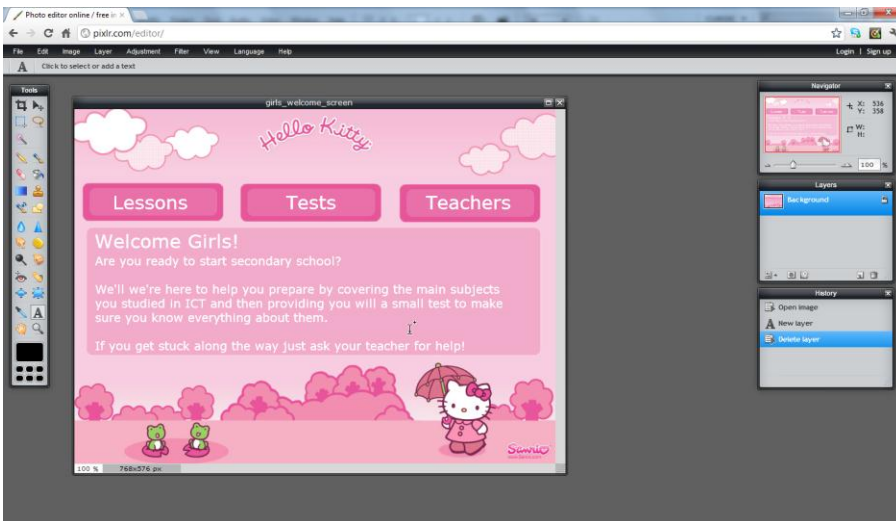 Photo editor online / free im
pixlr.com/editor/
File Edit Image Layer Adjustment Filter View Language Help
Login | Sign up
A Click to select or add a text
Tools
girls_welcome_screen
Hello Kitty
Lessons Tests Teachers
Welcome Girls!
Are you ready to start secondary school?
We'll we're here to help you prepare by covering the main subjects
you studied in ICT and then providing you will a small test to make
sure you know everything about them.
If you get stuck along the way just ask your teacher for help!
Sanrio
100 % 768x576 px
Navigator
X: 536
Y: 358
W:
H:
100 %
Layers
Background
History
Open image
New layer
Delete layer